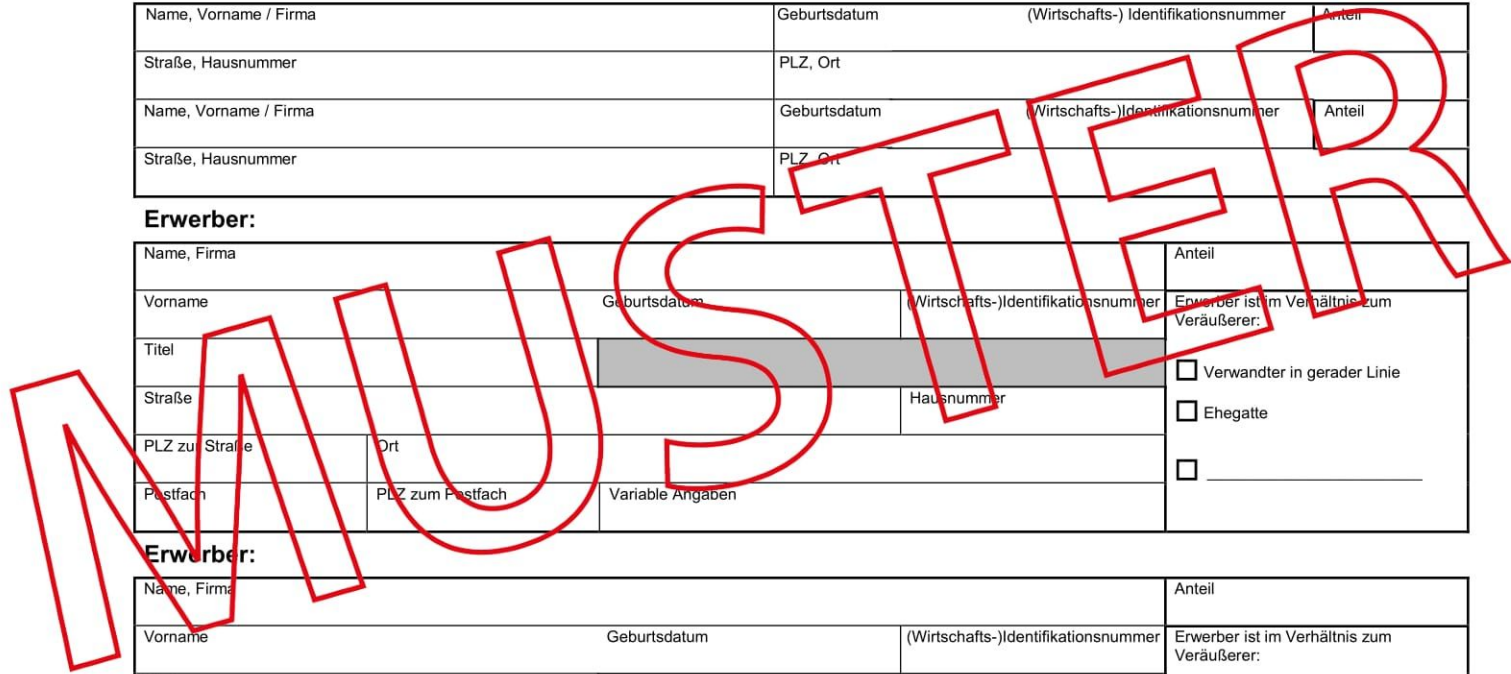 Name, Vorname / Firma Geburtsdatum (Wirtschafts-) Identifikationsnummer Anteil
Straße, Hausnummer PLZ, Ort
Name, Vorname / Firma Geburtsdatum (Wirtschafts-)Identifikationsnummer Anteil
Straße, Hausnummer PLZ, Ort
Erwerber:
Name, Firma Anteil
Vorname Geburtsdatum (Wirtschafts-)Identifikationsnummer Erwerber ist im Verhältnis zum
Veräußerer:
Titel
Verwandter in gerader Linie
Straße Hausnummer
Ehegatte
PLZ zur Straße Ort
Postfach PLZ zum Postfach Variable Angaben
Erwerber:
Name, Firma Anteil
Vorname Geburtsdatum (Wirtschafts-)Identifikationsnummer Erwerber ist im Verhältnis zum
Veräußerer:
MUSTER